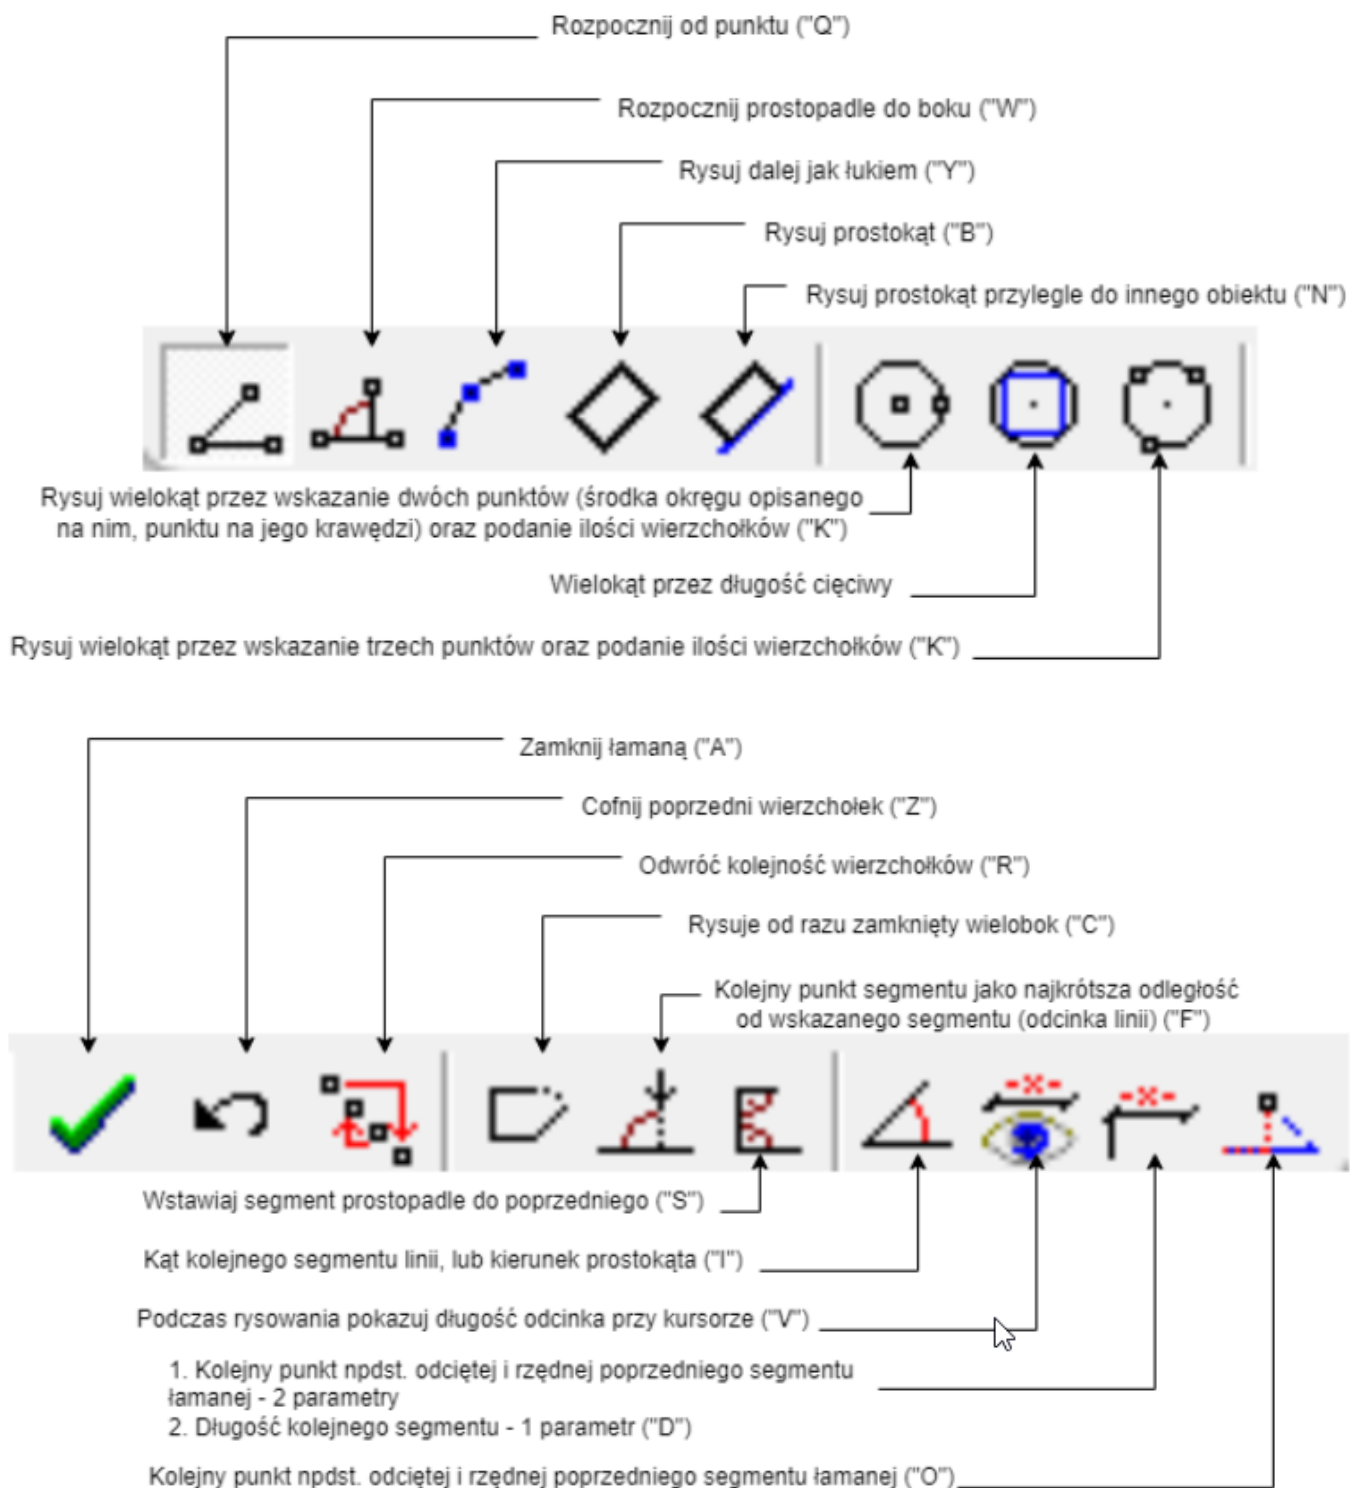 Rozpocznij od punktu ("Q")
Rozpocznij prostopadle do boku ("W")
Rysuj dalej jak łukiem ("Y")
Rysuj prostokąt ("B")
Rysuj prostokąt przylegle do innego obiektu ("N")
Rysuj wielokąt przez wskazanie dwóch punktów (środka okręgu opisanego
na nim, punktu na jego krawędzi) oraz podanie ilości wierzchołków ("K")
Wielokąt przez długość cięciwy
Rysuj wielokąt przez wskazanie trzech punktów oraz podanie ilości wierzchołków ("K")
Zamknij łamaną ("A")
Cofnij poprzedni wierzchołek ("Z")
Odwróć kolejność wierzchołków ("R")
Rysuje od razu zamknięty wielobok ("C")
Kolejny punkt segmentu jako najkrótsza odległość
od wskazanego segmentu (odcinka linii) ("F")
Wstawiaj segment prostopadle do poprzedniego ("S")
Kąt kolejnego segmentu linii, lub kierunek prostokąta ("I")
Podczas rysowania pokazuj długość odcinka przy kursorze ("V")
1. Kolejny punkt npdst. odciętej i rzędnej poprzedniego segmentu
łamanej - 2 parametry
2. Długość kolejnego segmentu - 1 parametr ("D")
Kolejny punkt npdst. odciętej i rzędnej poprzedniego segmentu łamanej ("O")